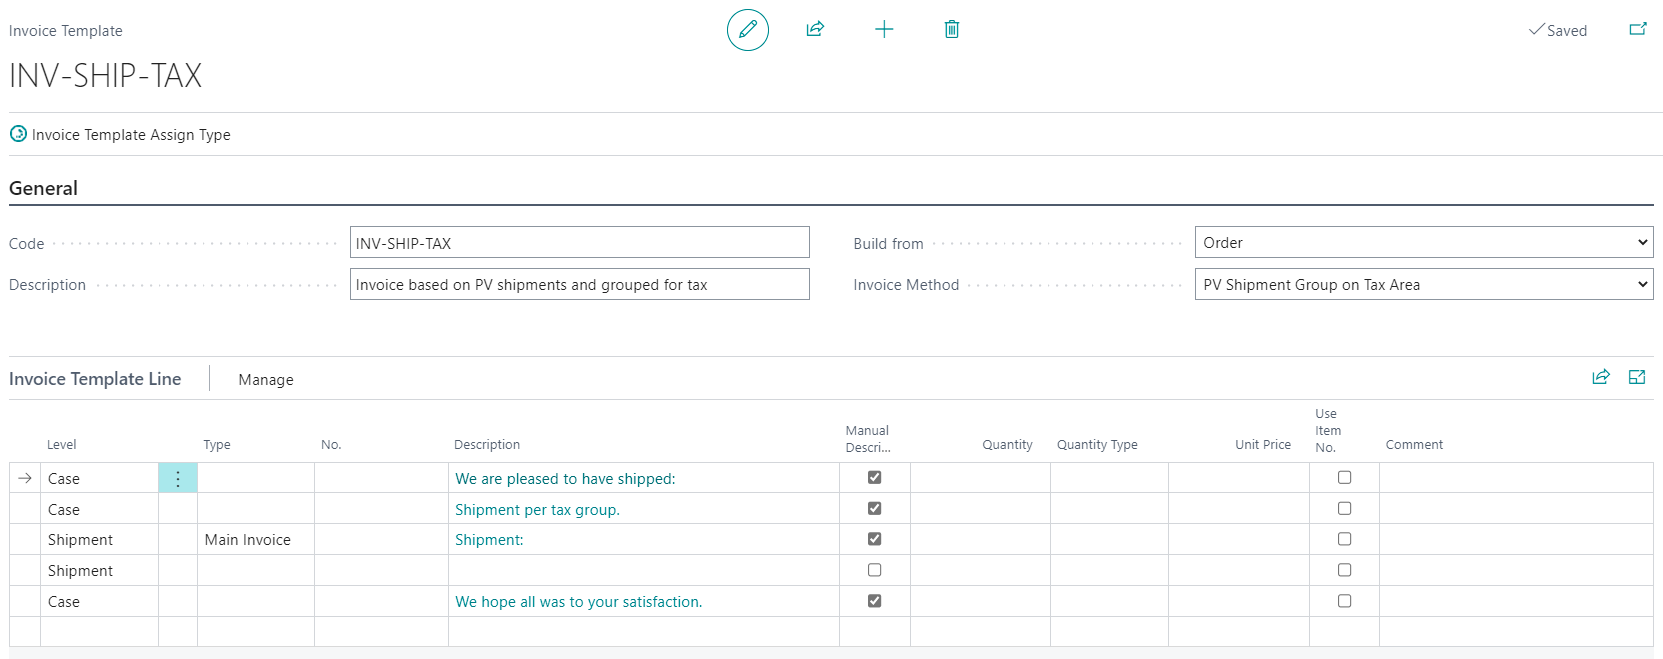 Invoice Template
Saved
INV-SHIP-TAX
Invoice Template Assign Type
General
Code INV-SHIP-TAX Build from Order
Description Invoice based on PV shipments and grouped for tax Invoice Method PV Shipment Group on Tax Area
Invoice Template Line Manage
Level Type No. Description Manual Descri... Quantity Quantity Type Unit Price Use Item No. Comment
Case We are pleased to have shipped:
Case Shipment per tax group.
Shipment Main Invoice Shipment:
Shipment
Case We hope all was to your satisfaction.